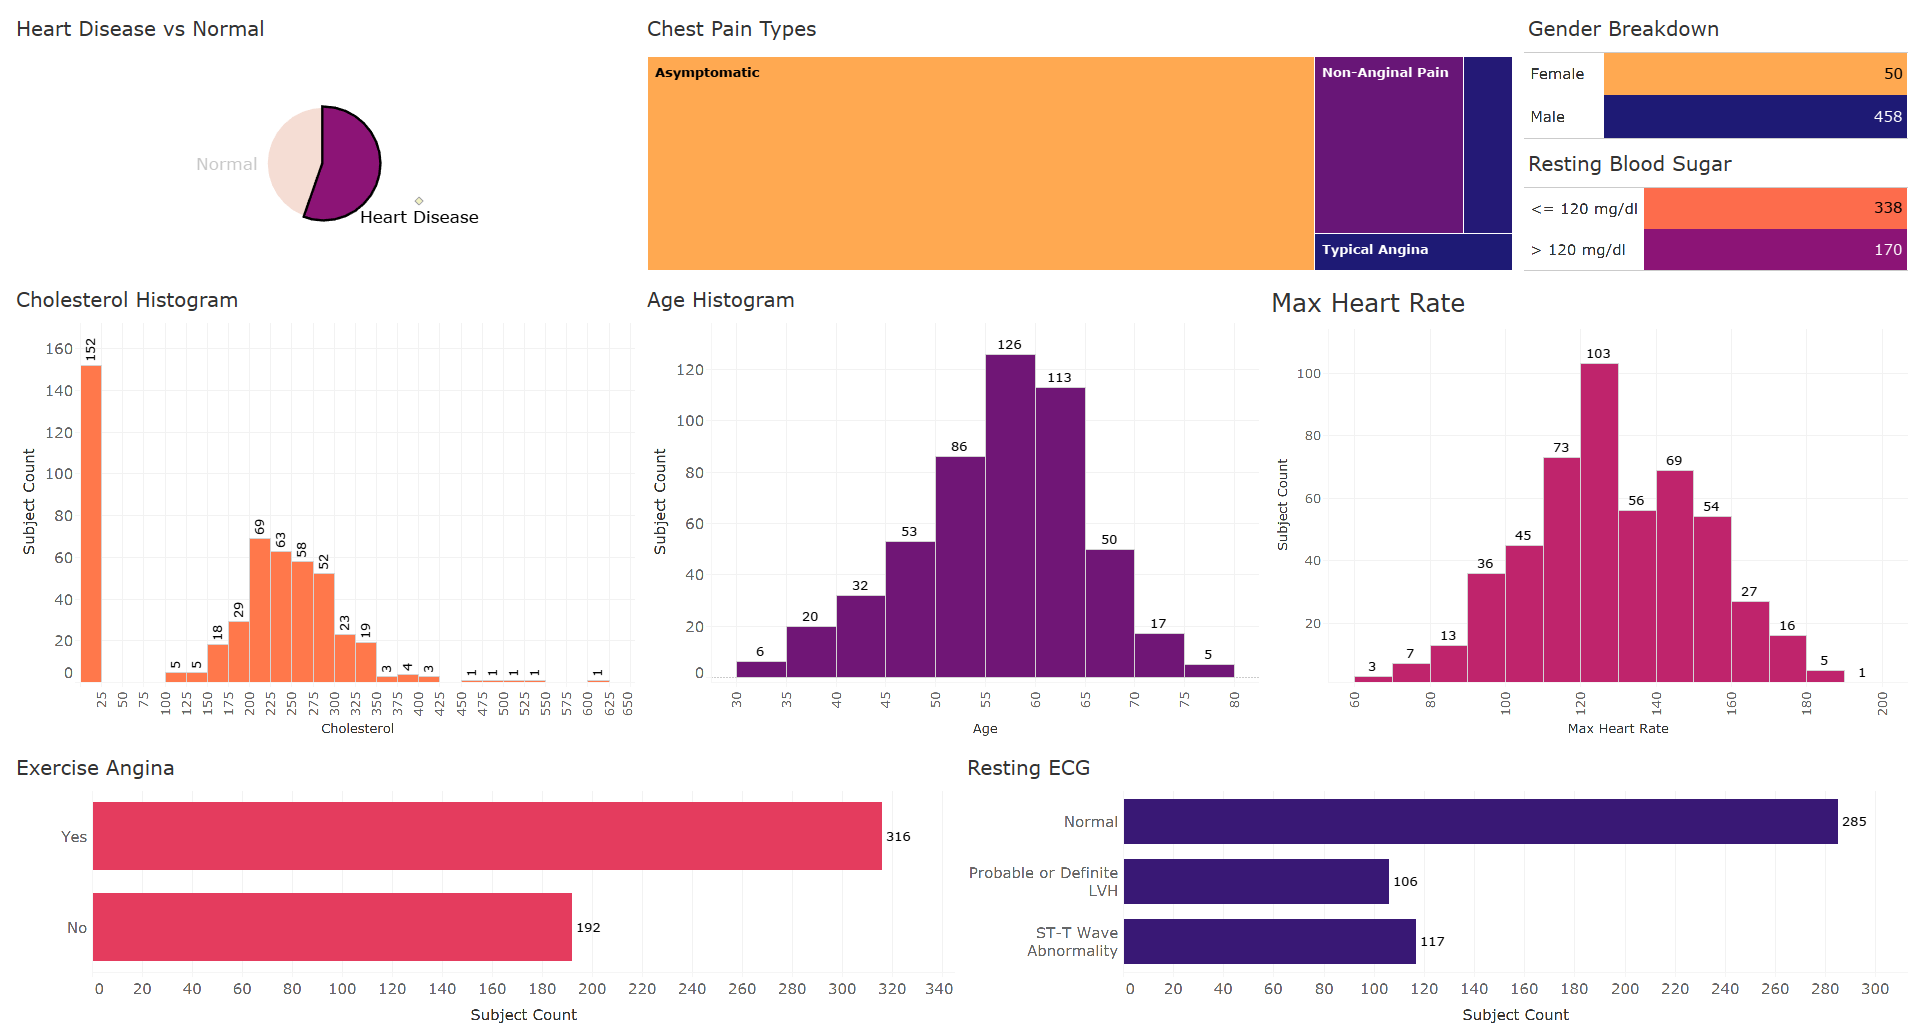 Heart Disease vs Normal
Normal
Heart Disease
Chest Pain Types
Asymptomatic
Non-Anginal Pain
Typical Angina
Gender Breakdown
Female 50
Male 458
Resting Blood Sugar
<= 120 mg/dl 338
> 120 mg/dl 170
Cholesterol Histogram
Subject Count
160
140
120
100
80
60
40
20
0
152 5 5 18 29 69 63 58 52 23 19 3 4 3 1 1 1 1 1
25 50 75 100 125 150 175 200 225 250 275 300 325 350 375 400 425 450 475 500 525 550 575 600 625 650
Cholesterol
Age Histogram
Subject Count
120
100
80
60
40
20
0
6 20 32 53 86 126 113 50 17 5
30 35 40 45 50 55 60 65 70 75 80
Age
Max Heart Rate
Subject Count
100
80
60
40
20
3 7 13 36 45 73 103 56 69 54 27 16 5 1
60 80 100 120 140 160 180 200
Max Heart Rate
Exercise Angina
Yes 316
No 192
0 20 40 60 80 100 120 140 160 180 200 220 240 260 280 300 320 340
Subject Count
Resting ECG
Normal 285
Probable or Definite
LVH 106
ST-T Wave
Abnormality 117
0 20 40 60 80 100 120 140 160 180 200 220 240 260 280 300
Subject Count